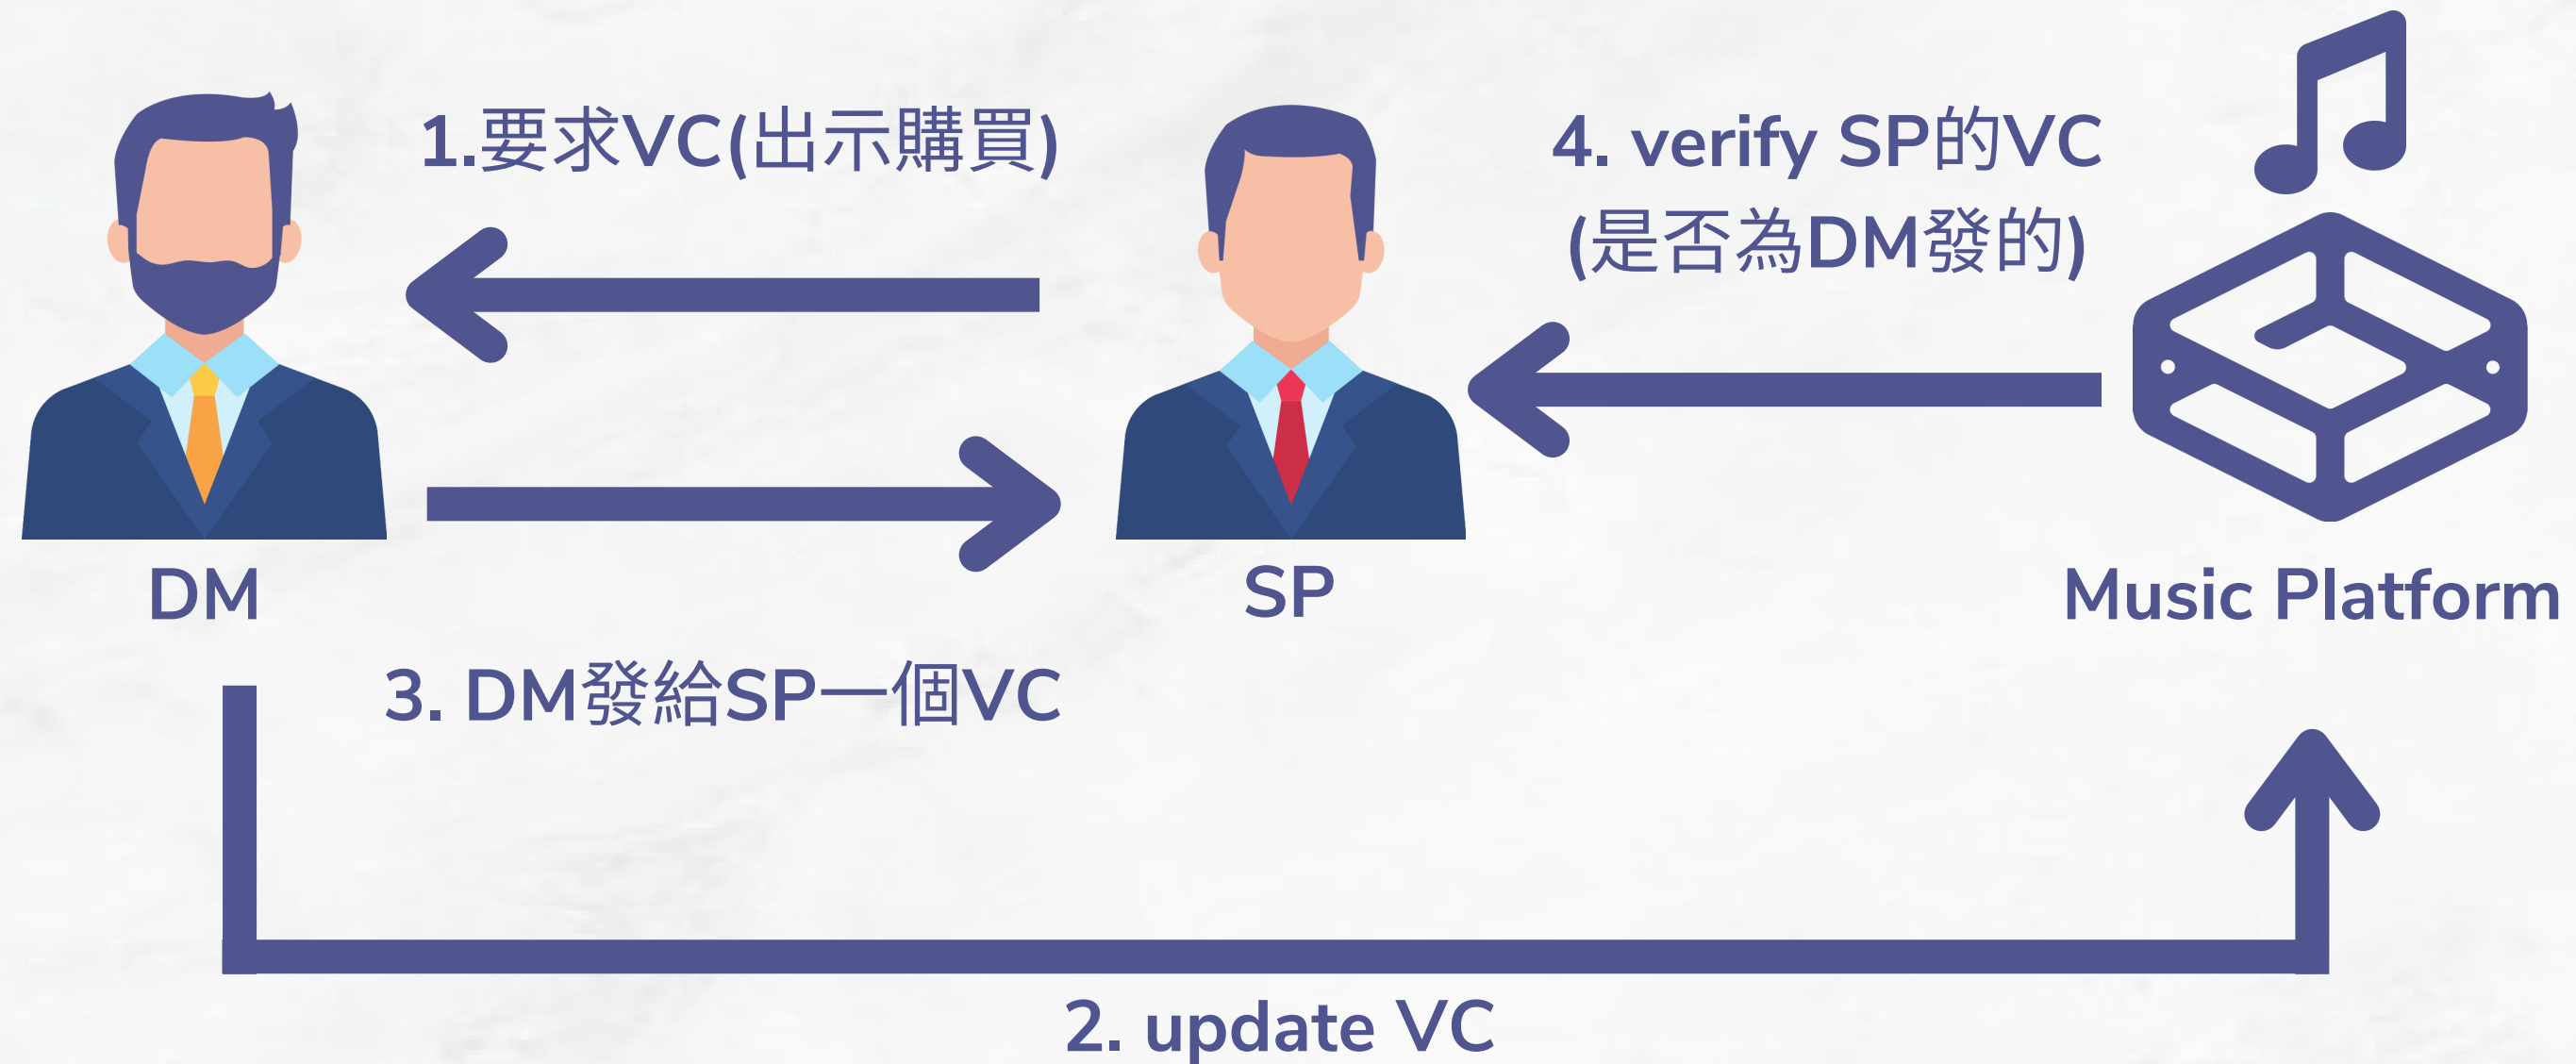 1.要求VC(出示購買)
4. verify SP的VC
(是否為DM發的)
DM
SP
Music Platform
3. DM發給SP一個VC
2. update VC